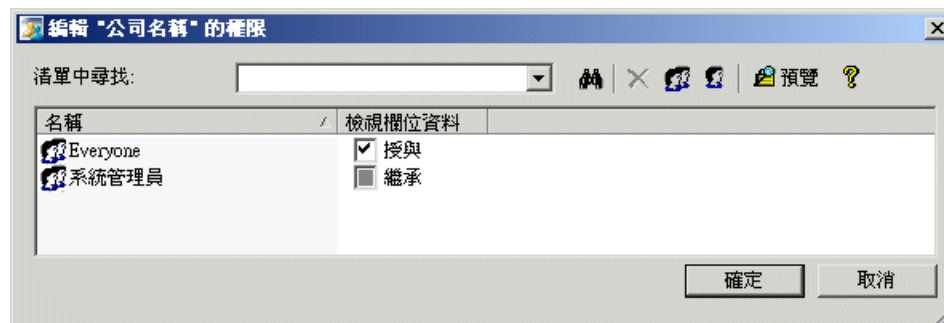 編輯 "公司名稱" 的權限
清單中尋找:
預覽
名稱 檢視欄位資料
Everyone 授與
系統管理員 繼承
確定 取消